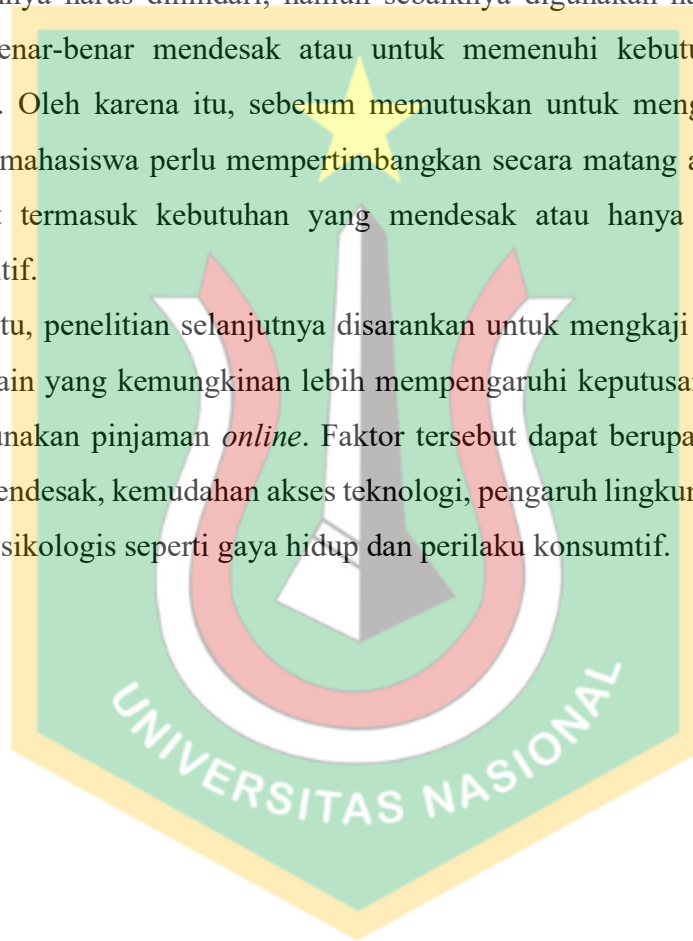 nya harus dihindari, namun sebaiknya digunakan
enar-benar mendesak atau untuk memenuhi kebutu
. Oleh karena itu, sebelum memutuskan untuk meng
mahasiswa perlu mempertimbangkan secara matang a
t termasuk kebutuhan yang mendesak atau hanya
tif.
tu, penelitian selanjutnya disarankan untuk mengkaji
ain yang kemungkinan lebih mempengaruhi keputusan
unakan pinjaman online. Faktor tersebut dapat berupa
endesak, kemudahan akses teknologi, pengaruh lingkun
sikologis seperti gaya hidup dan perilaku konsumtif.
UNIVERSITAS NASIONAL